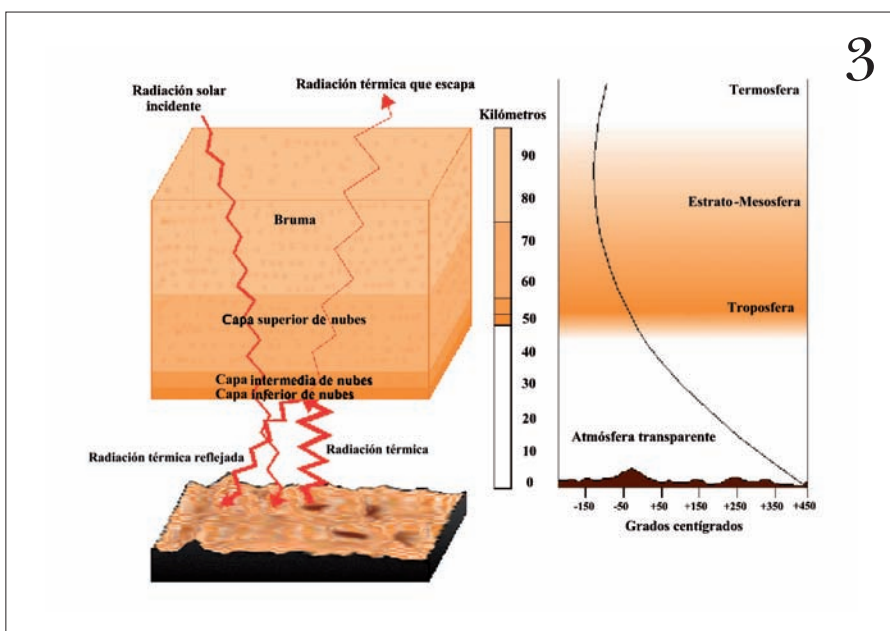 3
Radiación solar
incidente
Radiación térmica que escapa
Bruma
Capa superior de nubes
Capa intermedia de nubes
Capa inferior de nubes
Radiación térmica reflejada
Radiación térmica
Kilómetros
90
80
70
60
50
40
30
20
10
0
Termosfera
Estrato-Mesosfera
Troposfera
Atmósfera transparente
-150 -50 +50 +150 +250 +350 +450
Grados centígrados